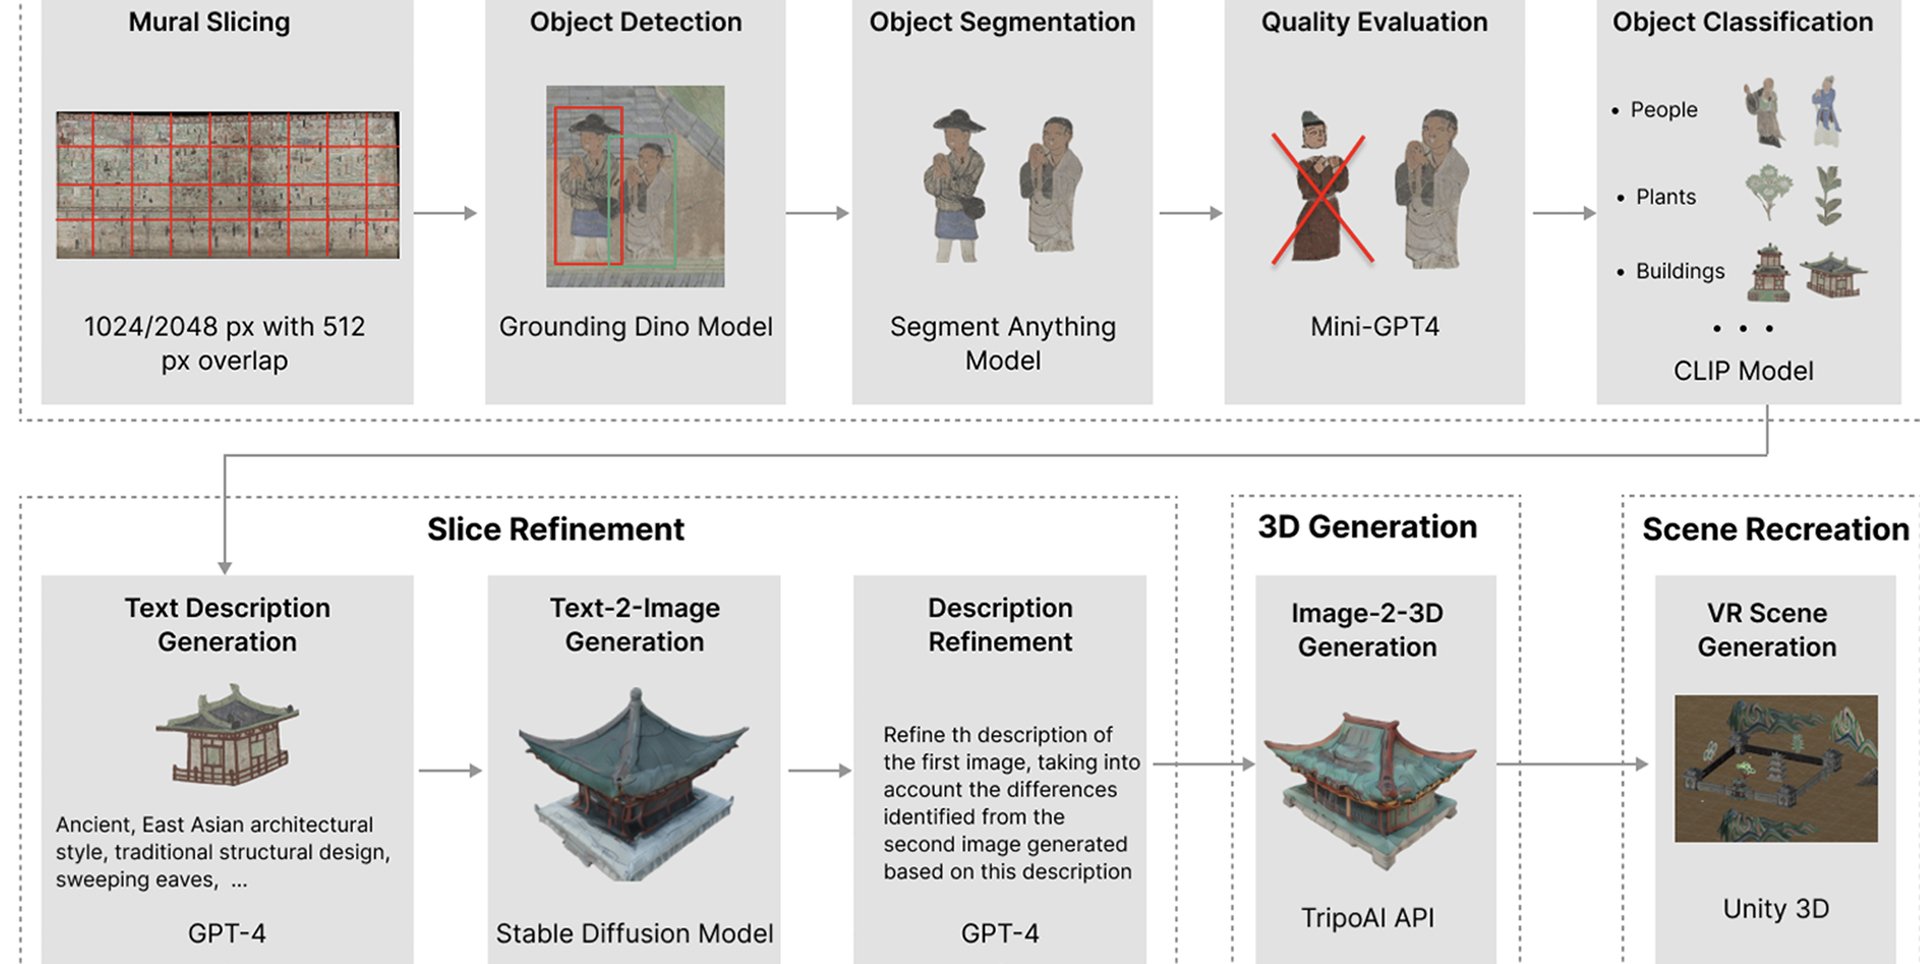 Mural Slicing
1024/2048 px with 512
px overlap
Object Detection
Grounding Dino Model
Object Segmentation
Segment Anything
Model
Quality Evaluation
Mini-GPT4
Object Classification
• People
• Plants
• Buildings
• • •
CLIP Model
Slice Refinement
Text Description
Generation
Ancient, East Asian architectural
style, traditional structural design,
sweeping eaves, ...
GPT-4
Text-2-Image
Generation
Stable Diffusion Model
Description
Refinement
Refine th description of
the first image, taking into
account the differences
identified from the
second image generated
based on this description
GPT-4
3D Generation
Image-2-3D
Generation
TripoAI API
Scene Recreation
VR Scene
Generation
Unity 3D